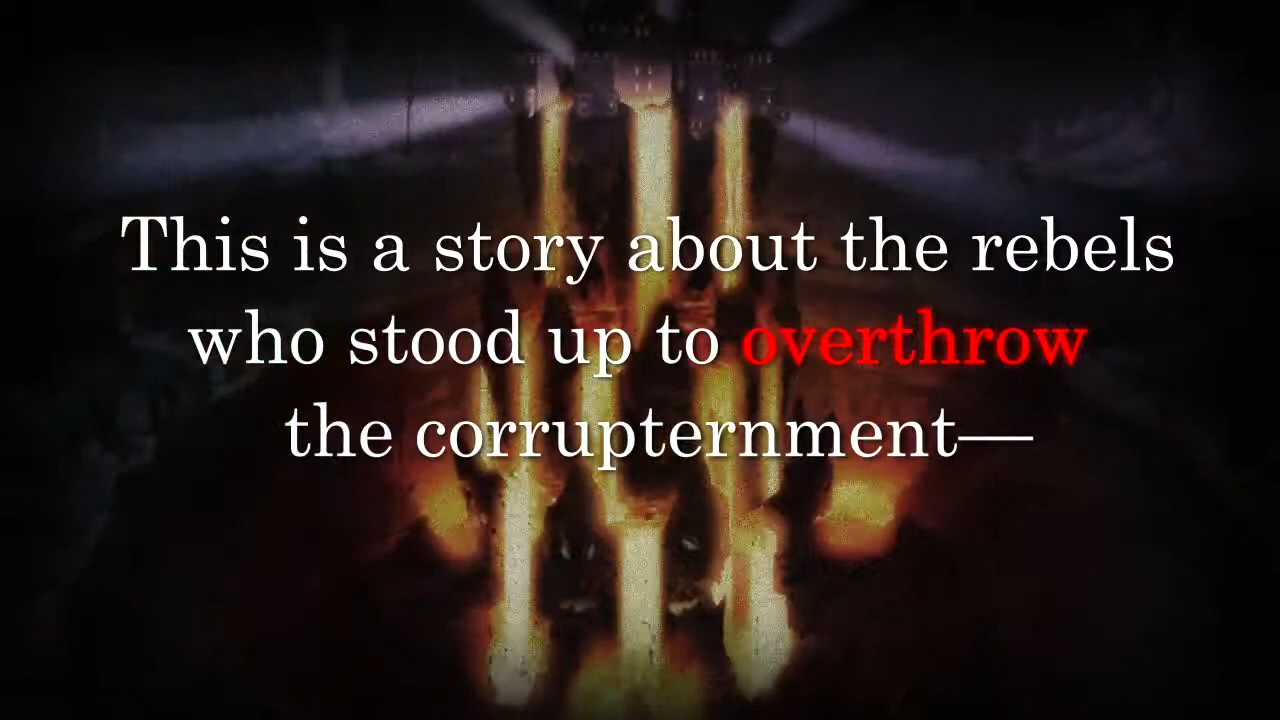 This is a story about the rebels
who stood up to overthrow
the corrupternment—